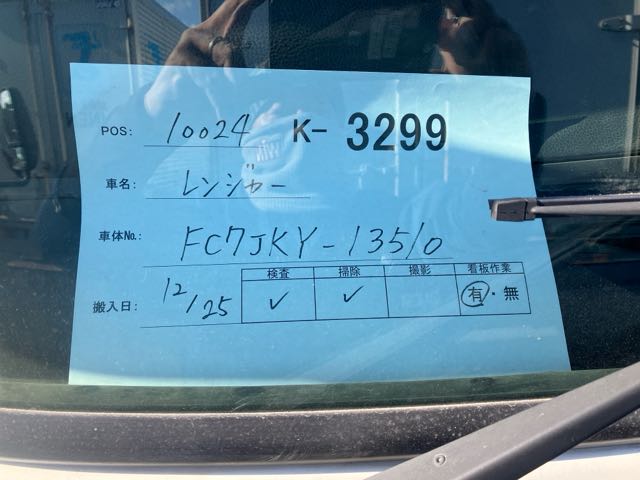 POS: 10024 K- 3299
車名: レンジャー
車体No.: FC7JKY-13510
検査 掃除 撮影 看板作業
搬入日: 12/25 ✓ ✓ 有・無